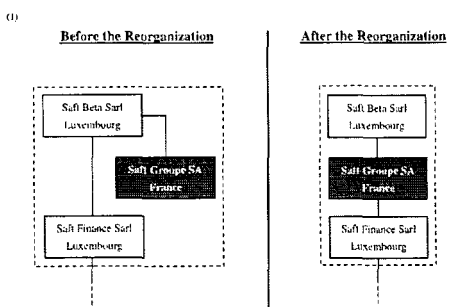 (1)
Before the Reorganization
Saft Beta Sarl
Luxembourg
Saft Groupe SA
France
Saft Finance Sarl
Luxembourg
After the Reorganization
Saft Beta Sarl
Luxembourg
Saft Groupe SA
France
Saft Finance Sarl
Luxembourg